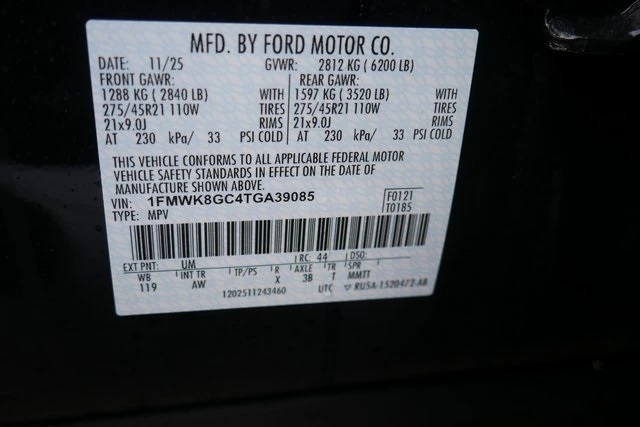 MFD. BY FORD MOTOR CO.
DATE: 11/25 GVWR: 2812 KG ( 6200 LB)
FRONT GAWR: REAR GAWR:
1288 KG ( 2840 LB) WITH 1597 KG ( 3520 LB) WITH
275/45R21 110W TIRES 275/45R21 110W TIRES
21x9.0J RIMS 21x9.0J RIMS
AT 230 kPa/ 33 PSI COLD AT 230 kPa/ 33 PSI COLD
THIS VEHICLE CONFORMS TO ALL APPLICABLE FEDERAL MOTOR
VEHICLE SAFETY STANDARDS IN EFFECT ON THE DATE OF
MANUFACTURE SHOWN ABOVE.
VIN: 1FMWK8GC4TGA39085 F0121
TYPE: MPV T0185
EXT PNT: UM RC: 44 DSO:
WB INT TR TP/PS R AXLE TR SPR
119 AW X 3B T MMTT
1202511243460 UTC ▽ RUSA-1520472-AB